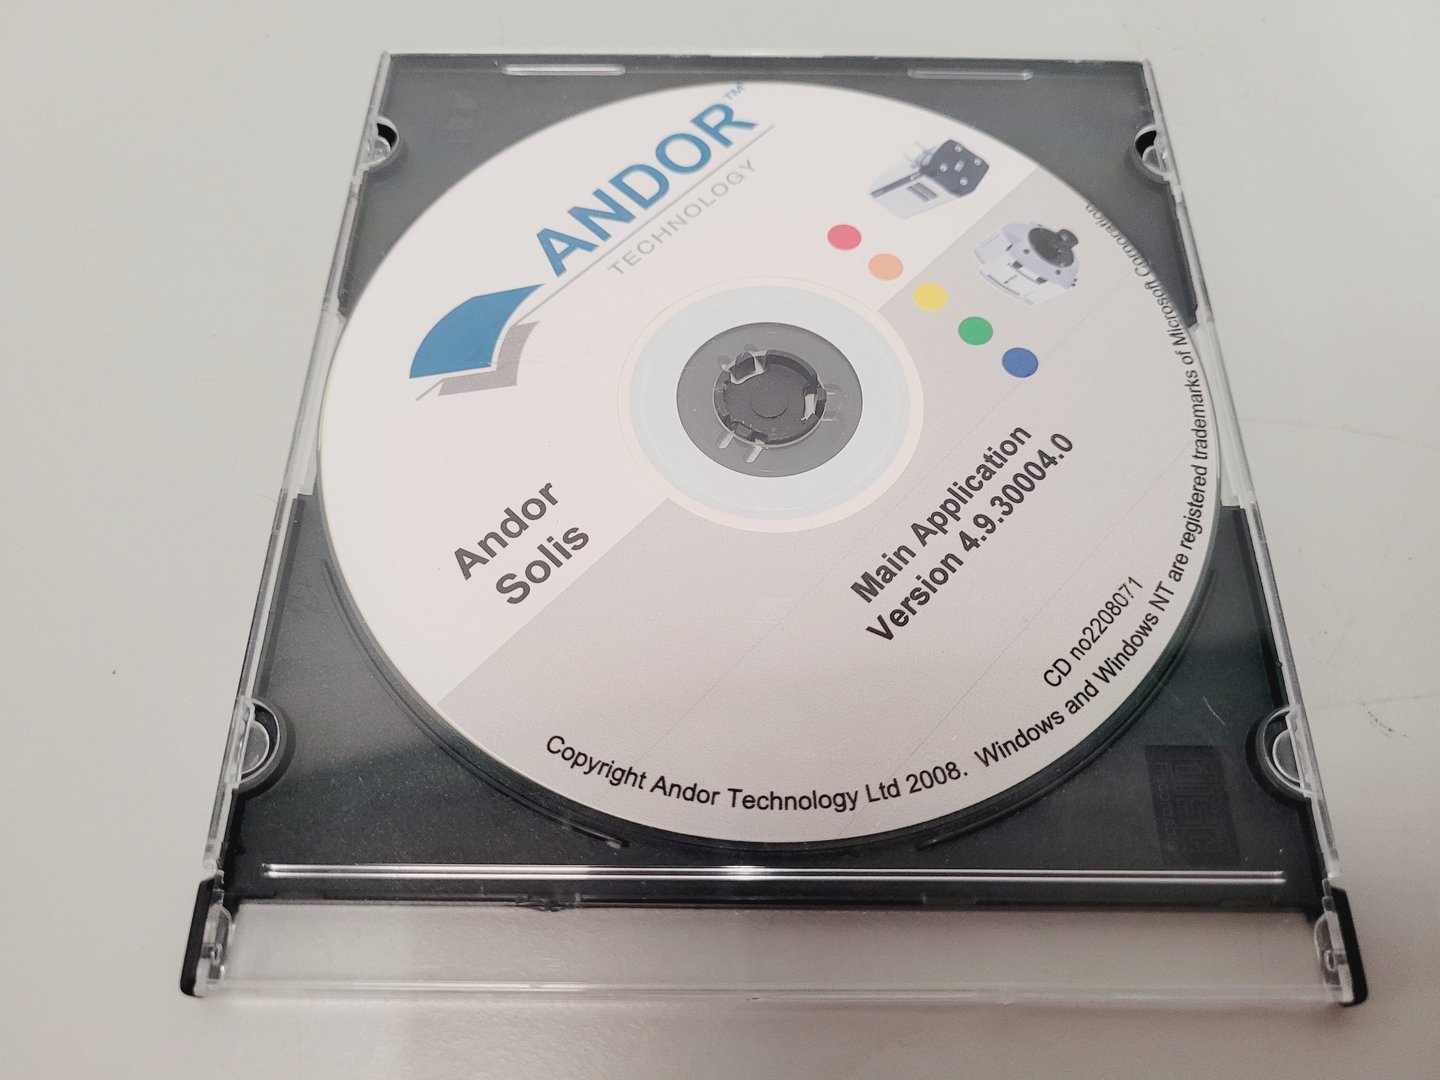 ANDOR™
TECHNOLOGY
Andor
Solis
Main Application
Version 4.9.30004.0
CD no2208071
Copyright Andor Technology Ltd 2008. Windows and Windows NT are registered trademarks of Microsoft Corporation